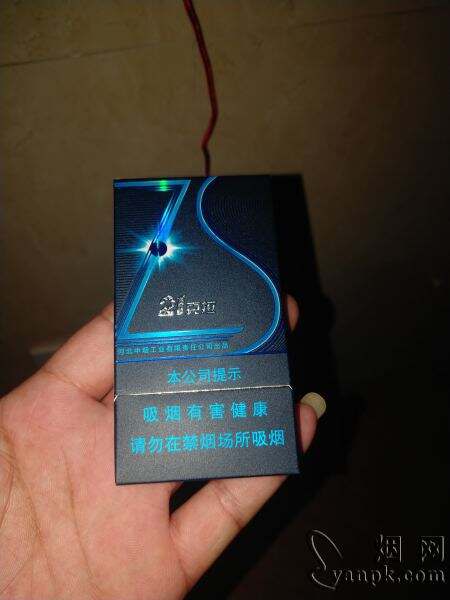 ZS
21克拉
河北中烟工业有限责任公司出品
本公司提示
吸烟有害健康
请勿在禁烟场所吸烟
烟网
yanpk.com